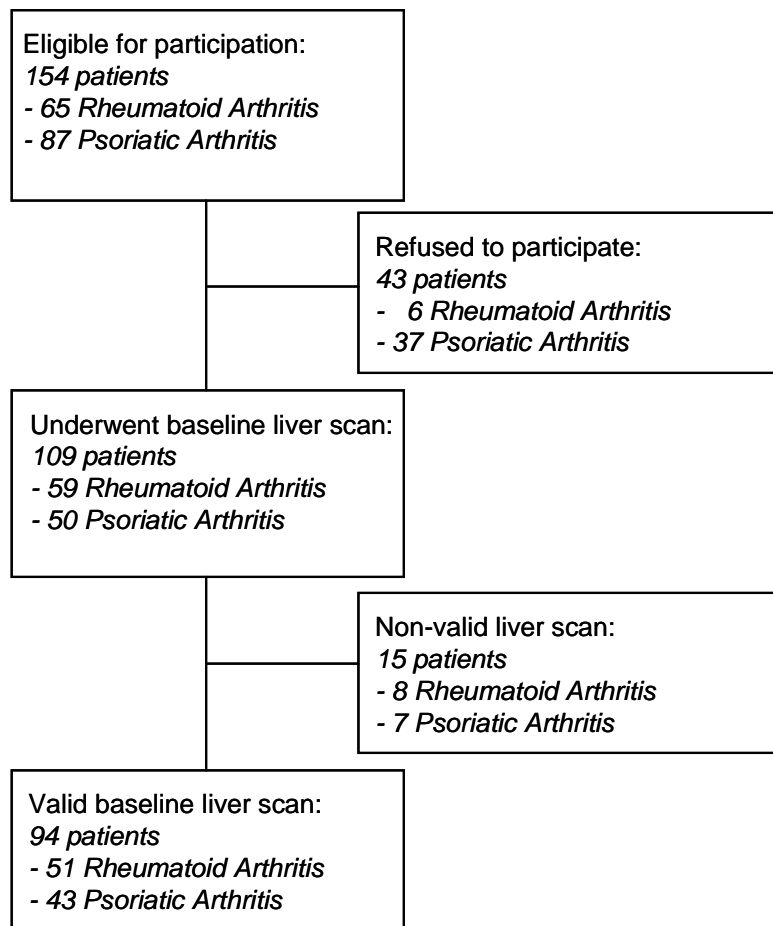 Eligible for participation:
154 patients
- 65 Rheumatoid Arthritis
- 87 Psoriatic Arthritis
Refused to participate:
43 patients
- 6 Rheumatoid Arthritis
- 37 Psoriatic Arthritis
Underwent baseline liver scan:
109 patients
- 59 Rheumatoid Arthritis
- 50 Psoriatic Arthritis
Non-valid liver scan:
15 patients
- 8 Rheumatoid Arthritis
- 7 Psoriatic Arthritis
Valid baseline liver scan:
94 patients
- 51 Rheumatoid Arthritis
- 43 Psoriatic Arthritis